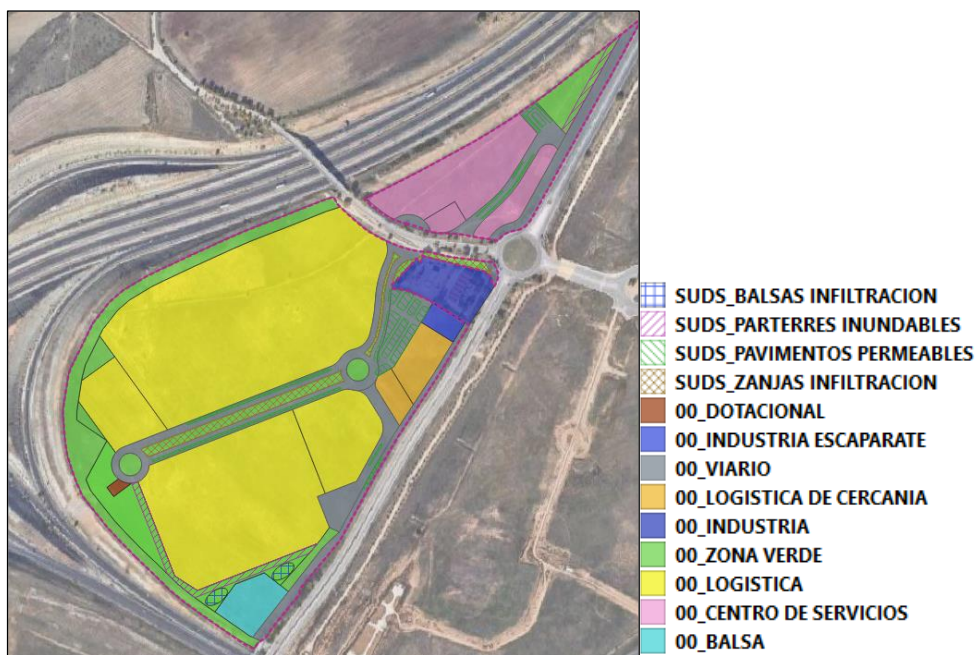 SUDS_BALSAS INFILTRACION
SUDS_PARTERRES INUNDABLES
SUDS_PAVIMENTOS PERMEABLES
SUDS_ZANJAS INFILTRACION
00_DOTACIONAL
00_INDUSTRIA ESCAPARATE
00_VIARIO
00_LOGISTICA DE CERCANIA
00_INDUSTRIA
00_ZONA VERDE
00_LOGISTICA
00_CENTRO DE SERVICIOS
00_BALSA